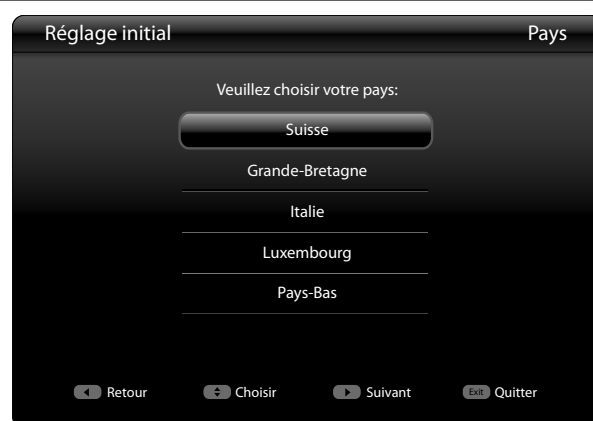 Réglage initial Pays
Veuillez choisir votre pays:
Suisse
Grande-Bretagne
Italie
Luxembourg
Pays-Bas
Retour Choisir Suivant Exit Quitter